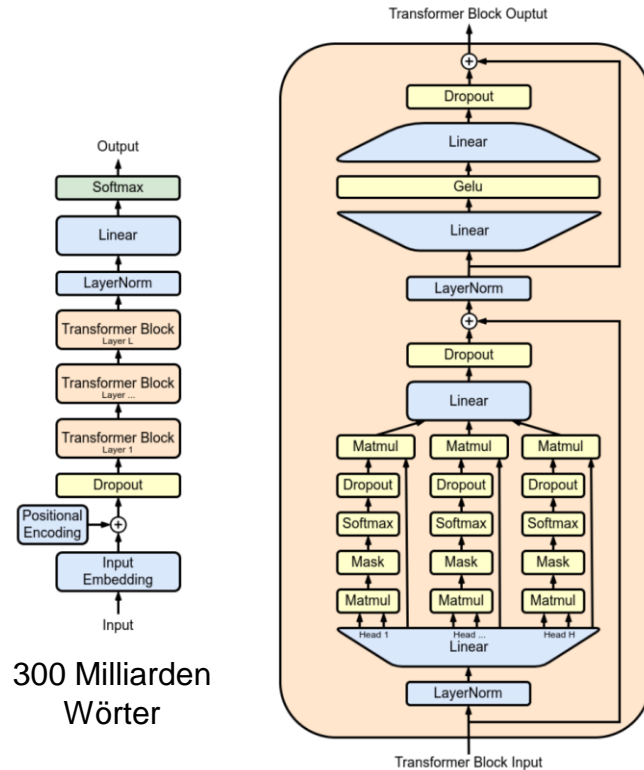 Output
Softmax
Linear
LayerNorm
Transformer Block
Layer L
Transformer Block
Layer ...
Transformer Block
Layer 1
Dropout
Positional
Encoding
+
Input
Embedding
Input
300 Milliarden
Wörter
Transformer Block Ouptut
+
Dropout
Linear
Gelu
Linear
LayerNorm
+
Dropout
Linear
Matmul Matmul Matmul
Dropout Dropout Dropout
Softmax Softmax Softmax
Mask Mask Mask
Matmul Matmul Matmul
Head 1 Head ... Head H
Linear
LayerNorm
Transformer Block Input